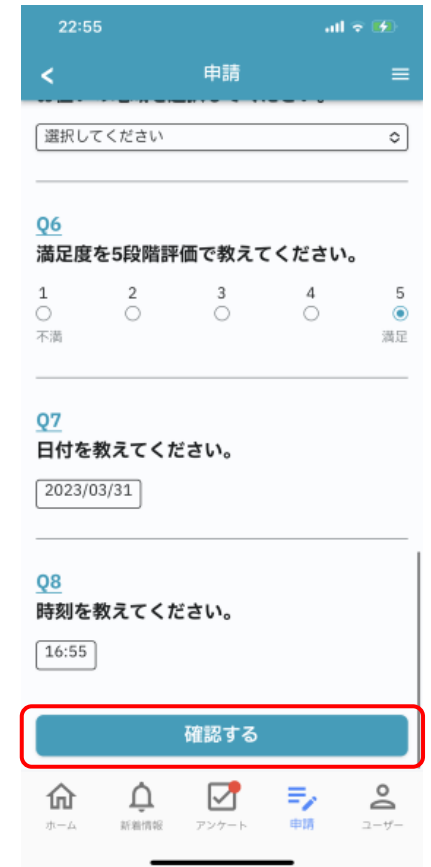 22:55
申請
選択してください
Q6
満足度を5段階評価で教えてください。
1 2 3 4 5
不満 満足
Q7
日付を教えてください。
2023/03/31
Q8
時刻を教えてください。
16:55
確認する
ホーム 新着情報 アンケート 申請 ユーザー